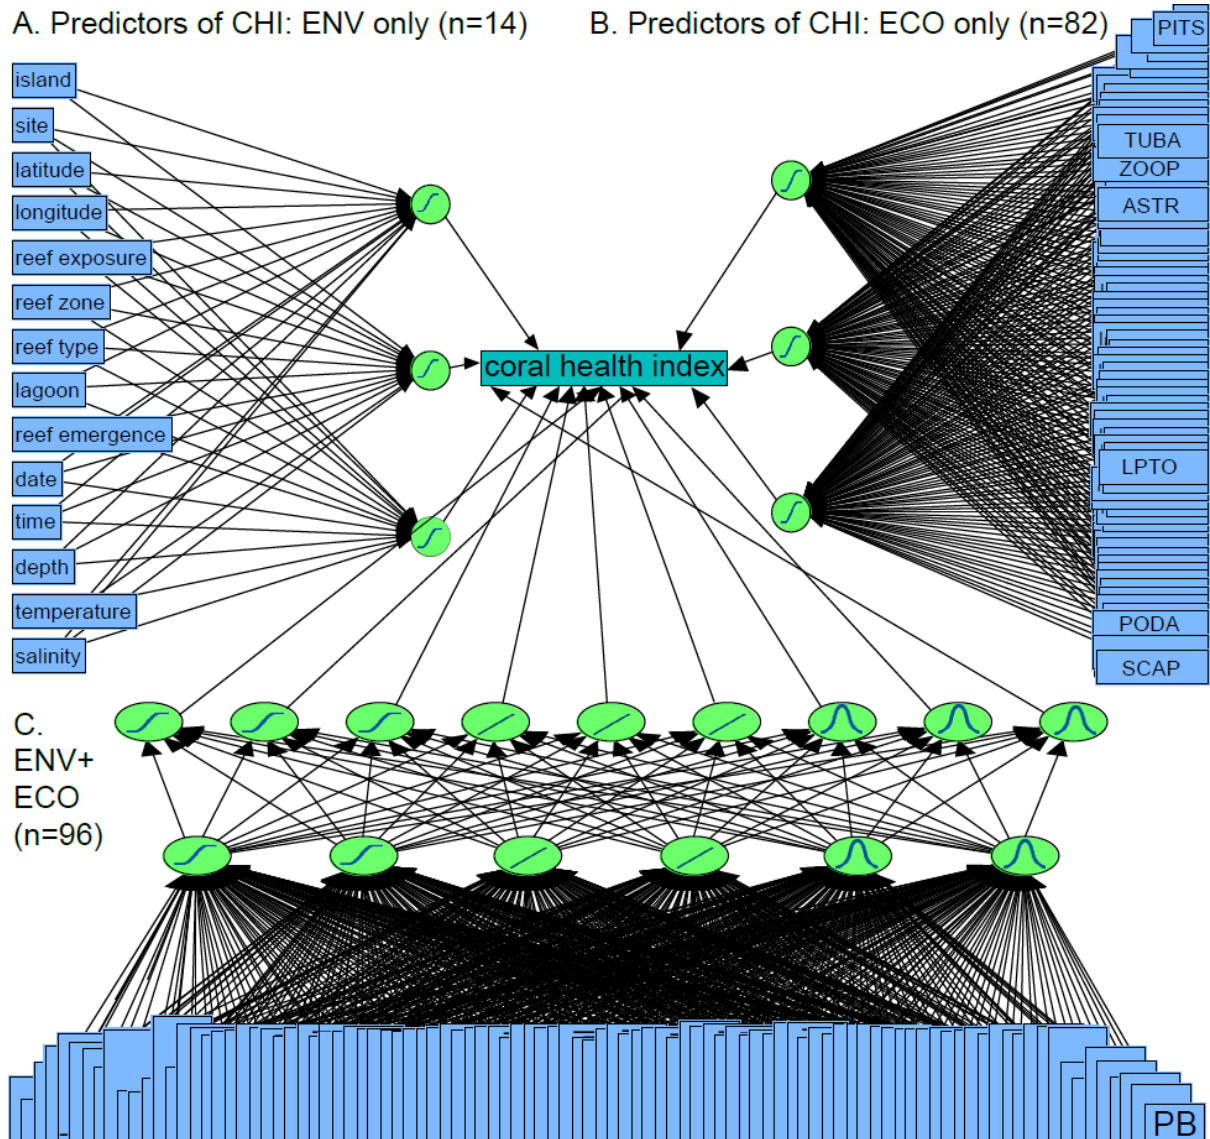 A. Predictors of CHI: ENV only (n=14)
B. Predictors of CHI: ECO only (n=82)
island
site
latitude
longitude
reef exposure
reef zone
reef type
lagoon
reef emergence
date
time
depth
temperature
salinity
coral health index
PITS
TUBA
ZOOP
ASTR
LPTO
PODA
SCAP
C.
ENV+
ECO
(n=96)
PB